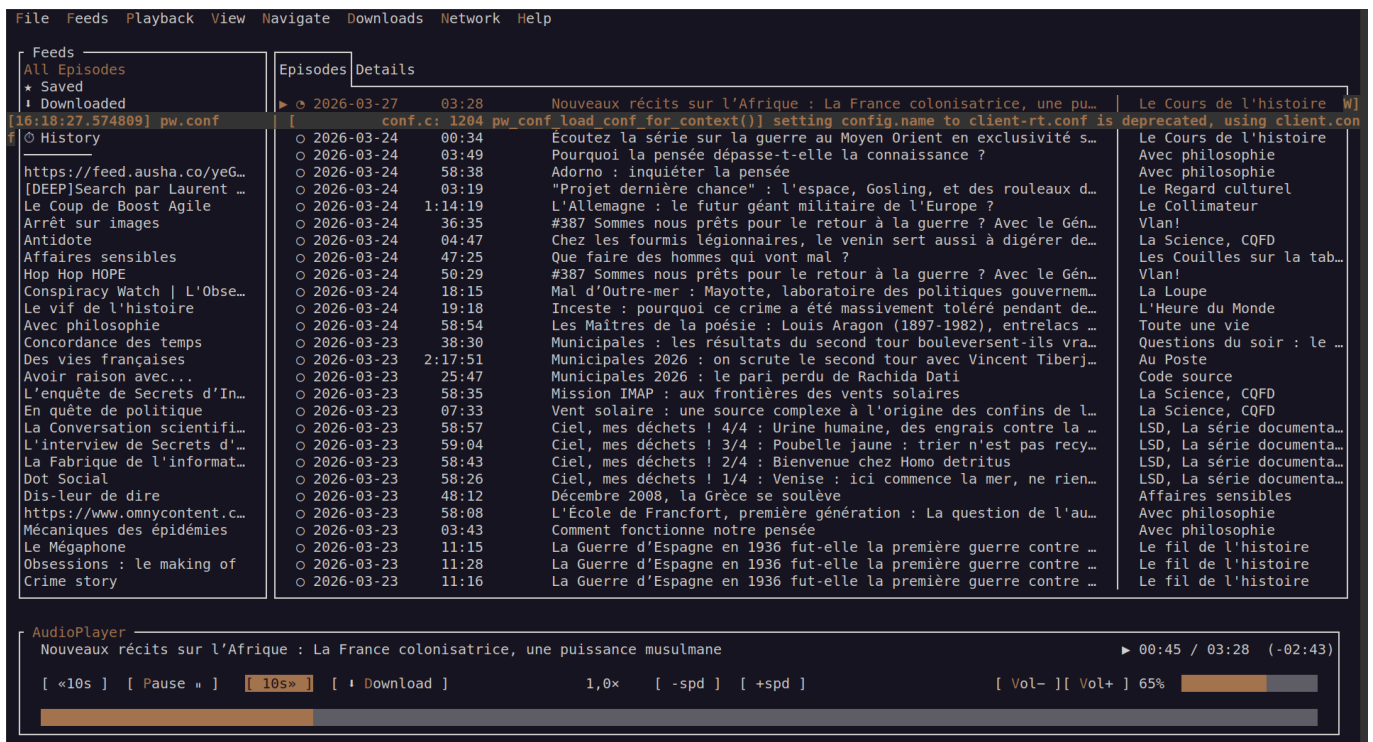 File Feeds Playback View Navigate Downloads Network Help
Feeds
All Episodes
★ Saved
⬇ Downloaded
Episodes Details
▶ ◔ 2026-03-27 03:28 Nouveaux récits sur l’Afrique : La France colonisatrice, une pu… │ Le Cours de l'histoire W]
[16:18:27.574809] pw.conf | [ conf.c: 1204 pw_conf_load_conf_for_context()] setting config.name to client-rt.conf is deprecated, using client.con
f ⏱ History ○ 2026-03-24 00:34 Écoutez la série sur la guerre au Moyen Orient en exclusivité s… Le Cours de l'histoire
○ 2026-03-24 03:49 Pourquoi la pensée dépasse-t-elle la connaissance ? Avec philosophie
https://feed.ausha.co/yeG… ○ 2026-03-24 58:38 Adorno : inquiéter la pensée Avec philosophie
[DEEP]Search par Laurent … ○ 2026-03-24 03:19 "Projet dernière chance" : l'espace, Gosling, et des rouleaux d… Le Regard culturel
Le Coup de Boost Agile ○ 2026-03-24 1:14:19 L'Allemagne : le futur géant militaire de l'Europe ? Le Collimateur
Arrêt sur images ○ 2026-03-24 36:35 #387 Sommes nous prêts pour le retour à la guerre ? Avec le Gén… Vlan!
Antidote ○ 2026-03-24 04:47 Chez les fourmis légionnaires, le venin sert aussi à digérer de… La Science, CQFD
Affaires sensibles ○ 2026-03-24 47:25 Que faire des hommes qui vont mal ? Les Couilles sur la tab…
Hop Hop HOPE ○ 2026-03-24 50:29 #387 Sommes nous prêts pour le retour à la guerre ? Avec le Gén… Vlan!
Conspiracy Watch | L'Obse… ○ 2026-03-24 18:15 Mal d’Outre-mer : Mayotte, laboratoire des politiques gouvernem… La Loupe
Le vif de l'histoire ○ 2026-03-24 19:18 Inceste : pourquoi ce crime a été massivement toléré pendant de… L'Heure du Monde
Avec philosophie ○ 2026-03-24 58:54 Les Maîtres de la poésie : Louis Aragon (1897-1982), entrelacs … Toute une vie
Concordance des temps ○ 2026-03-23 38:30 Municipales : les résultats du second tour bouleversent-ils vra… Questions du soir : le …
Des vies françaises ○ 2026-03-23 2:17:51 Municipales 2026 : on scrute le second tour avec Vincent Tiberj… Au Poste
Avoir raison avec... ○ 2026-03-23 25:47 Municipales 2026 : le pari perdu de Rachida Dati Code source
L’enquête de Secrets d’In… ○ 2026-03-23 58:35 Mission IMAP : aux frontières des vents solaires La Science, CQFD
En quête de politique ○ 2026-03-23 07:33 Vent solaire : une source complexe à l'origine des confins de l… La Science, CQFD
La Conversation scientifi… ○ 2026-03-23 58:57 Ciel, mes déchets ! 4/4 : Urine humaine, des engrais contre la … LSD, La série documenta…
L'interview de Secrets d'… ○ 2026-03-23 59:04 Ciel, mes déchets ! 3/4 : Poubelle jaune : trier n'est pas recy… LSD, La série documenta…
La Fabrique de l'informat… ○ 2026-03-23 58:43 Ciel, mes déchets ! 2/4 : Bienvenue chez Homo detritus LSD, La série documenta…
Dot Social ○ 2026-03-23 58:26 Ciel, mes déchets ! 1/4 : Venise : ici commence la mer, ne rien… LSD, La série documenta…
Dis-leur de dire ○ 2026-03-23 48:12 Décembre 2008, la Grèce se soulève Affaires sensibles
https://www.omnycontent.c… ○ 2026-03-23 58:08 L'École de Francfort, première génération : La question de l'au… Avec philosophie
Mécaniques des épidémies ○ 2026-03-23 03:43 Comment fonctionne notre pensée Avec philosophie
Le Mégaphone ○ 2026-03-23 11:15 La Guerre d’Espagne en 1936 fut-elle la première guerre contre … Le fil de l'histoire
Obsessions : le making of ○ 2026-03-23 11:28 La Guerre d’Espagne en 1936 fut-elle la première guerre contre … Le fil de l'histoire
Crime story ○ 2026-03-23 11:16 La Guerre d’Espagne en 1936 fut-elle la première guerre contre … Le fil de l'histoire
AudioPlayer
Nouveaux récits sur l’Afrique : La France colonisatrice, une puissance musulmane ▶ 00:45 / 03:28 (-02:43)
[ «10s ] [ Pause ⏸ ] [ 10s» ] [ ⬇ Download ] 1,0× [ -spd ] [ +spd ] [ Vol− ][ Vol+ ] 65%